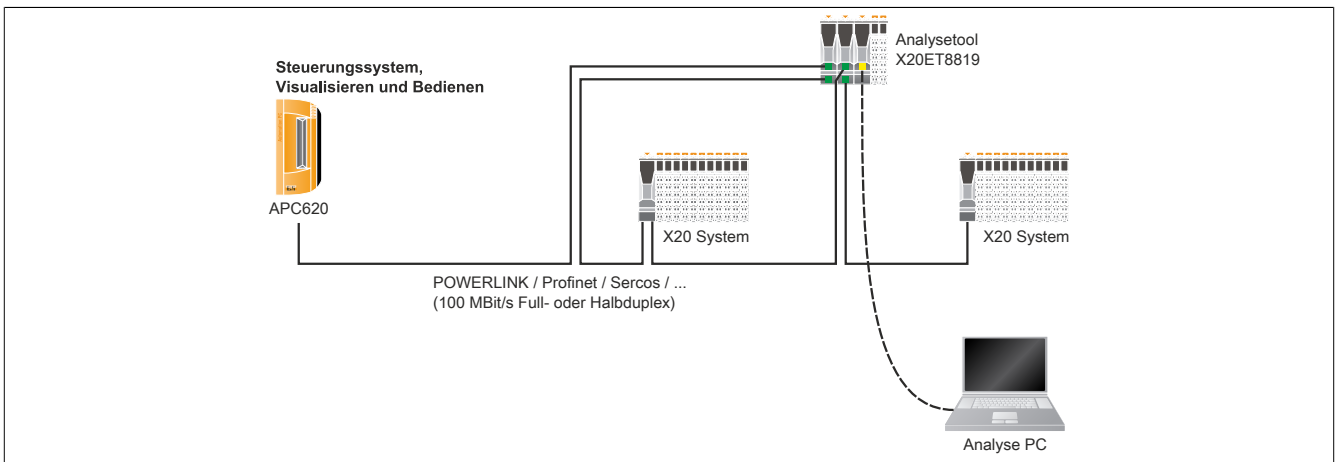 Analysetool
X20ET8819
Steuerungssystem,
Visualisieren und Bedienen
APC620
X20 System
X20 System
POWERLINK / Profinet / Sercos / ...
(100 MBit/s Full- oder Halbduplex)
Analyse PC